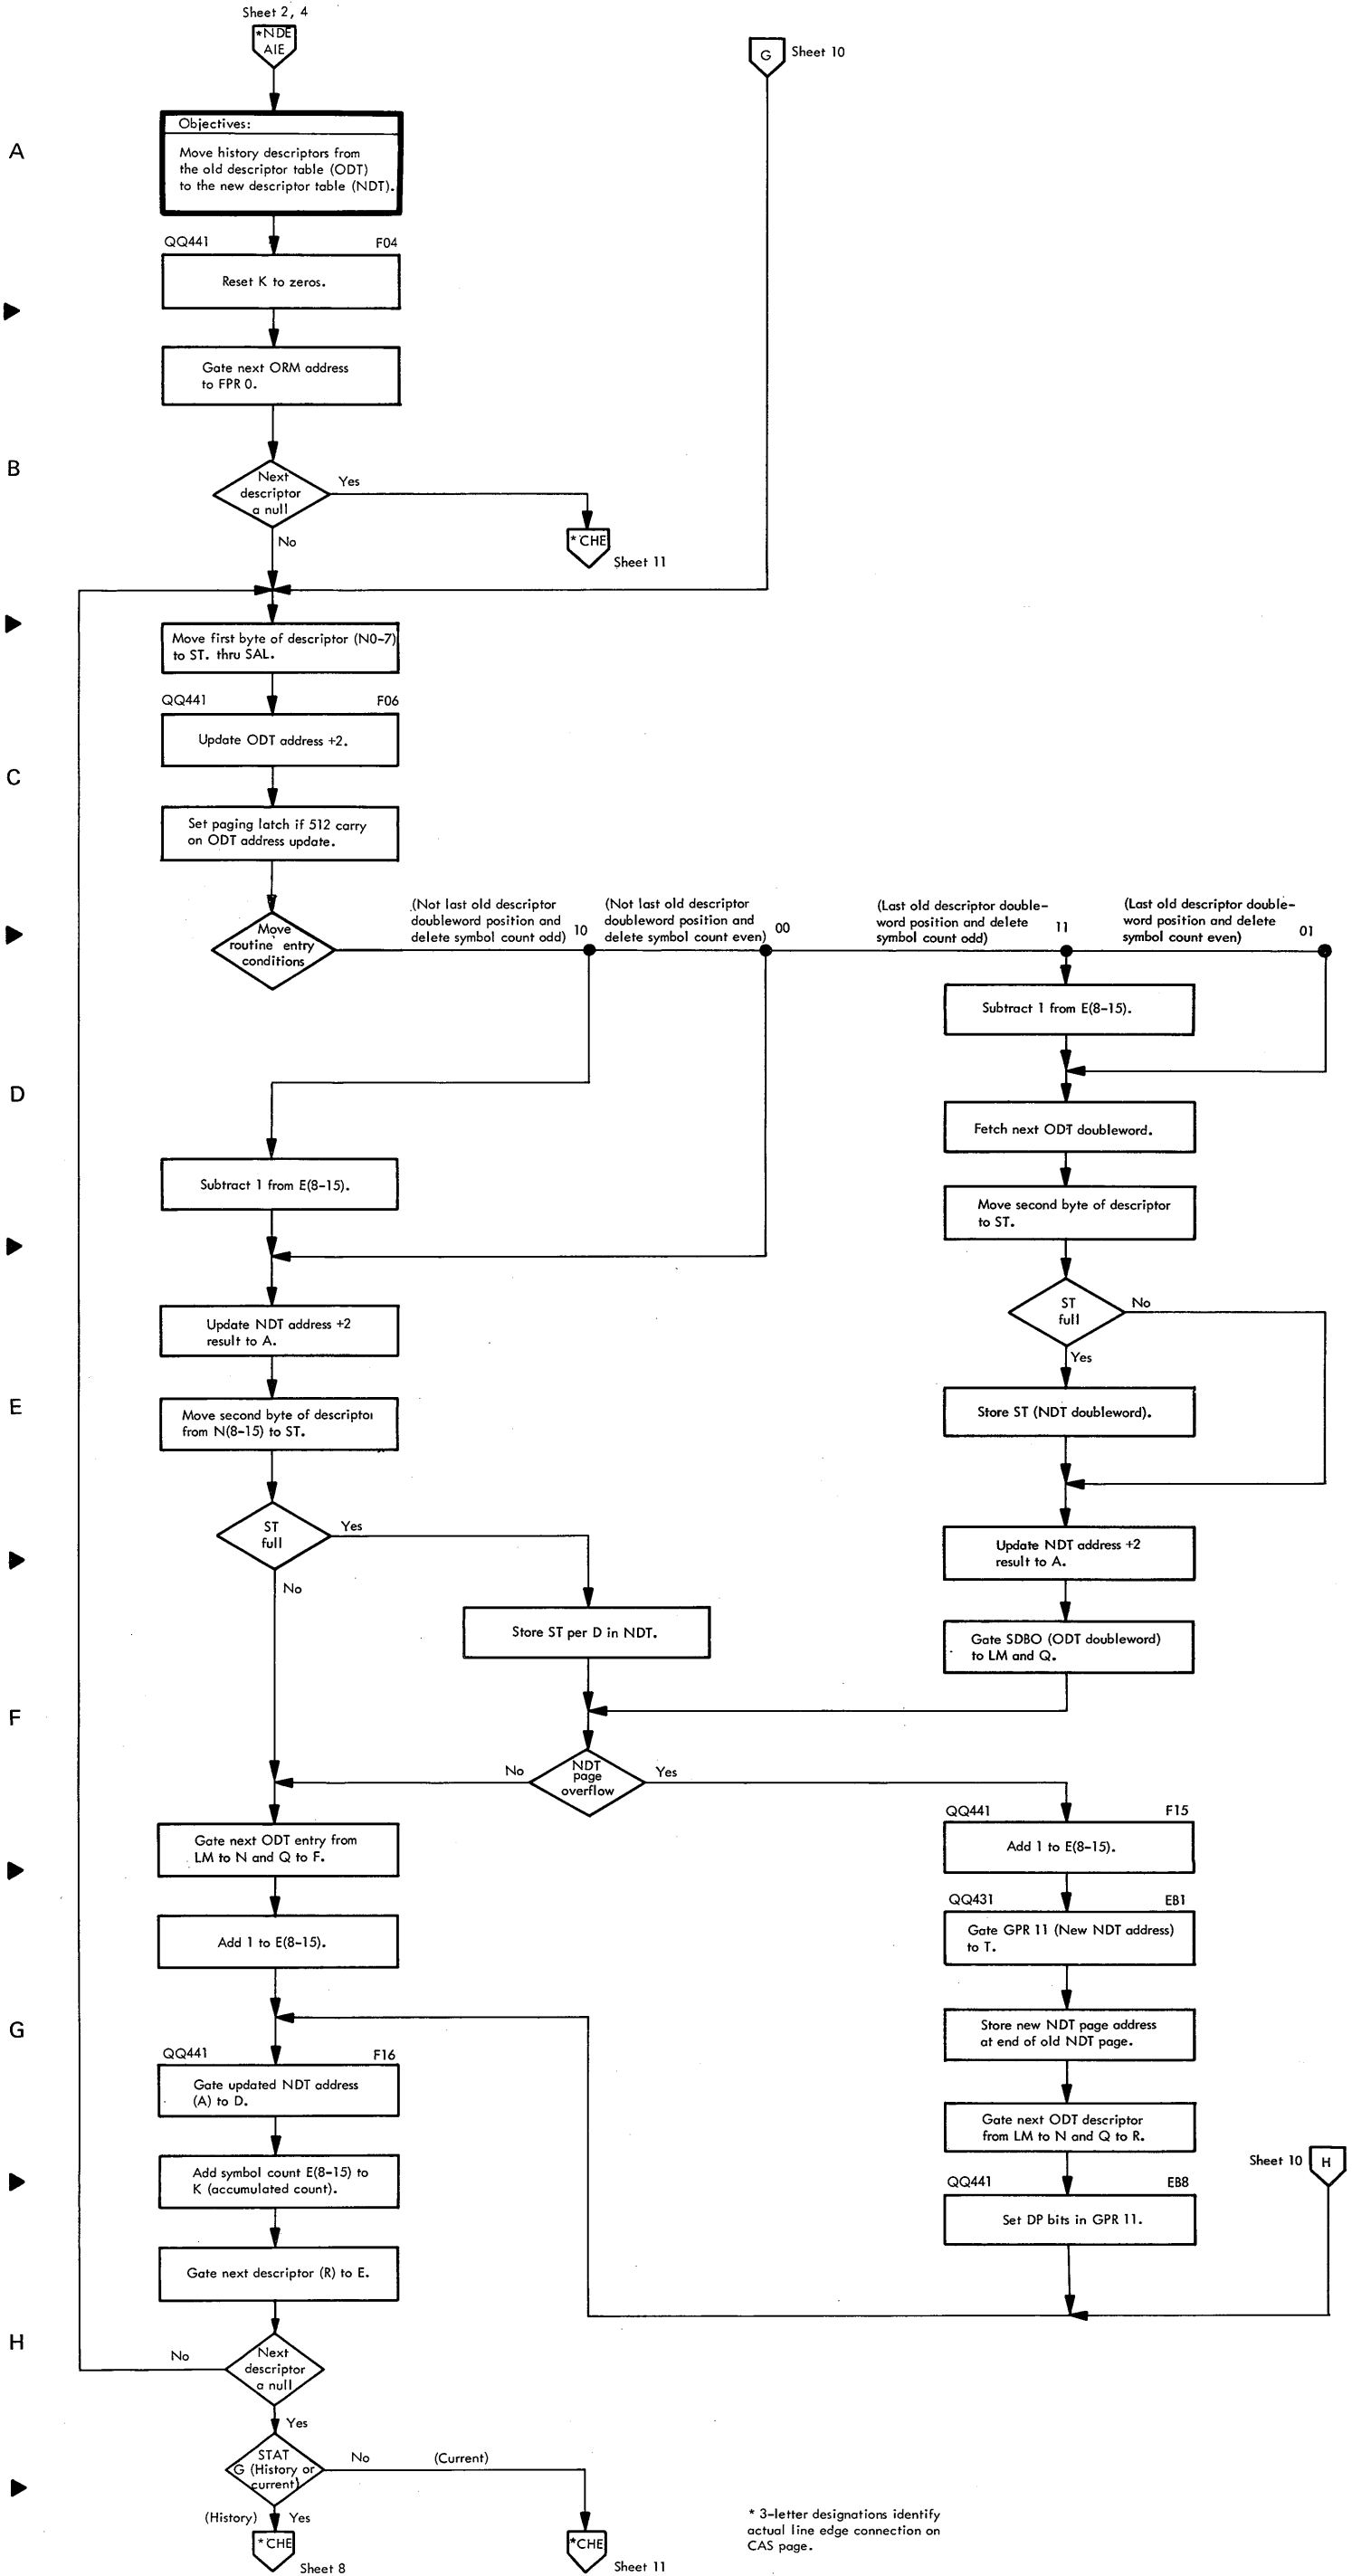 Sheet 2, 4
*NDE
AIE
G
Sheet 10
A
Objectives:
Move history descriptors from
the old descriptor table (ODT)
to the new descriptor table (NDT).
QQ441
F04
Reset K to zeros.
Gate next ORM address
to FPR 0.
B
Next
descriptor
a null
Yes
No
*CHE
Sheet 11
Move first byte of descriptor (N0-7)
to ST. thru SAL.
QQ441
F06
Update ODT address +2.
C
Set paging latch if 512 carry
on ODT address update.
Move
routine entry
conditions
(Not last old descriptor
doubleword position and
delete symbol count odd)
10
(Not last old descriptor
doubleword position and
delete symbol count even)
00
(Last old descriptor double-
word position and delete
symbol count odd)
11
(Last old descriptor double-
word position and delete
symbol count even)
01
Subtract 1 from E(8-15).
D
Fetch next ODT doubleword.
Subtract 1 from E(8-15).
Move second byte of descriptor
to ST.
Update NDT address +2
result to A.
ST
full
No
Yes
E
Move second byte of descriptor
from N(8-15) to ST.
Store ST (NDT doubleword).
ST
full
Yes
No
Update NDT address +2
result to A.
Store ST per D in NDT.
Gate SDBO (ODT doubleword)
to LM and Q.
F
NDT
page
overflow
No
Yes
QQ441
F15
Gate next ODT entry from
LM to N and Q to F.
Add 1 to E(8-15).
QQ431
EB1
Add 1 to E(8-15).
Gate GPR 11 (New NDT address)
to T.
G
Store new NDT page address
at end of old NDT page.
QQ441
F16
Gate updated NDT address
(A) to D.
Gate next ODT descriptor
from LM to N and Q to R.
Sheet 10
H
Add symbol count E(8-15) to
K (accumulated count).
QQ441
EB8
Set DP bits in GPR 11.
Gate next descriptor (R) to E.
H
No
Next
descriptor
a null
Yes
STAT
G (History or
current)
No
(Current)
(History)
Yes
*CHE
Sheet 8
*CHE
Sheet 11
* 3-letter designations identify
actual line edge connection on
CAS page.